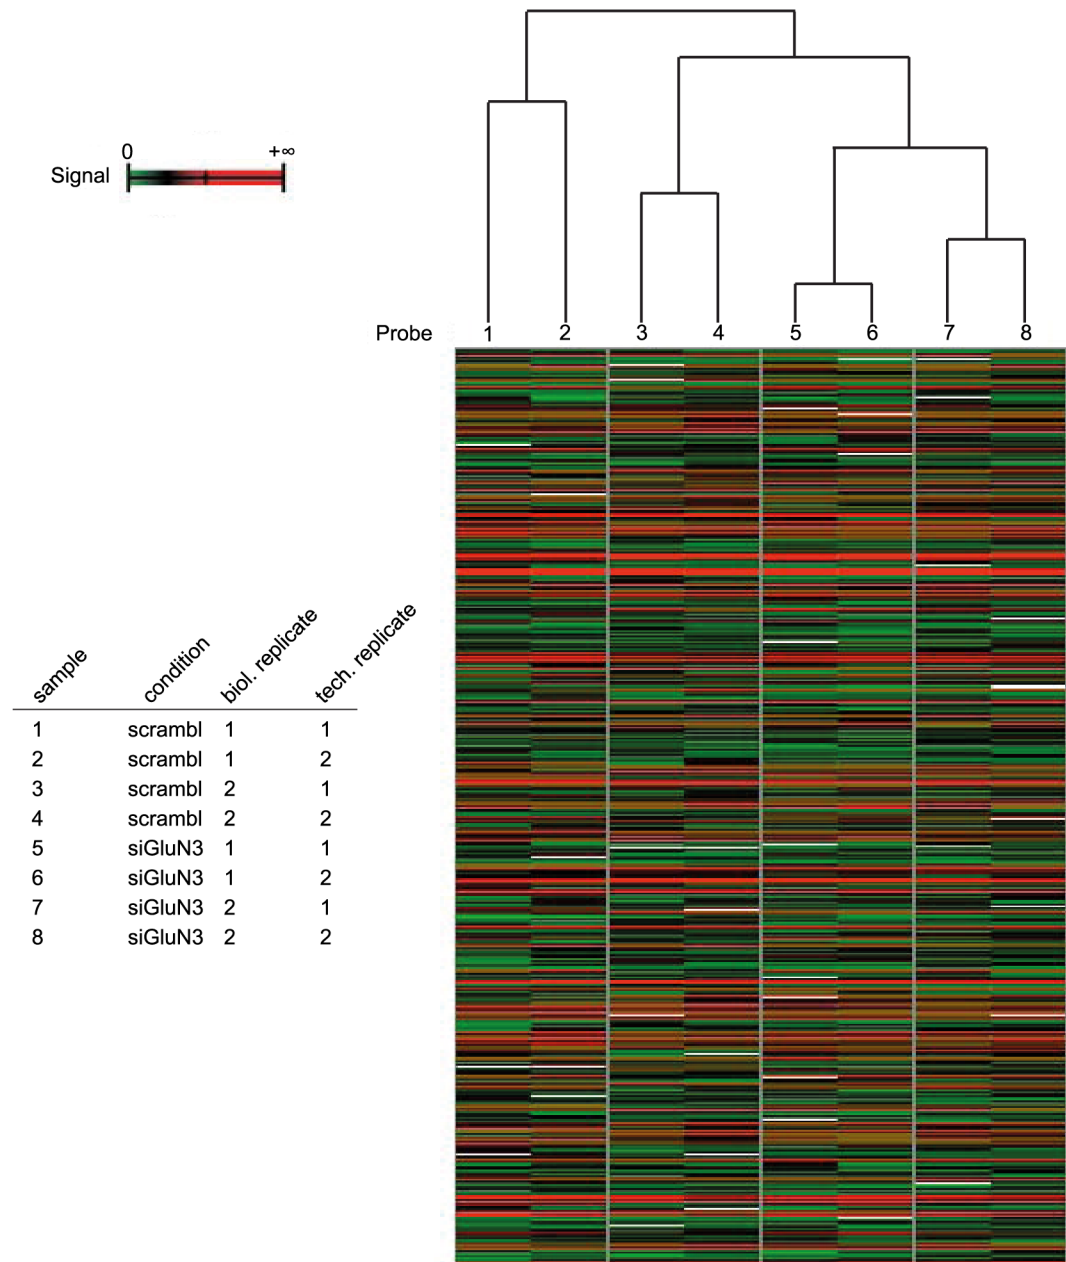 0 +∞
Signal
Probe 1 2 3 4 5 6 7 8
sample condition biol. replicate tech. replicate
1 scrambl 1 1
2 scrambl 1 2
3 scrambl 2 1
4 scrambl 2 2
5 siGluN3 1 1
6 siGluN3 1 2
7 siGluN3 2 1
8 siGluN3 2 2